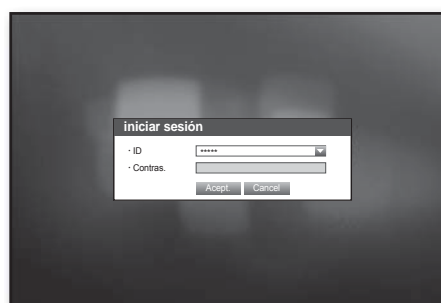 iniciar sesión
· ID *****
· Contras.
Acept. Cancel